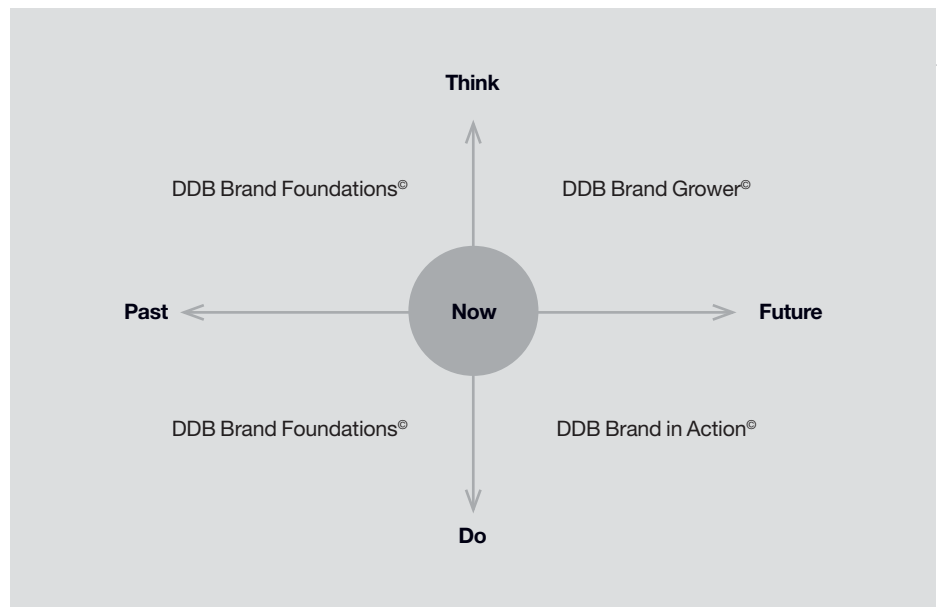 Think
DDB Brand Foundations©
DDB Brand Grower©
Past
Now
Future
DDB Brand Foundations©
DDB Brand in Action©
Do